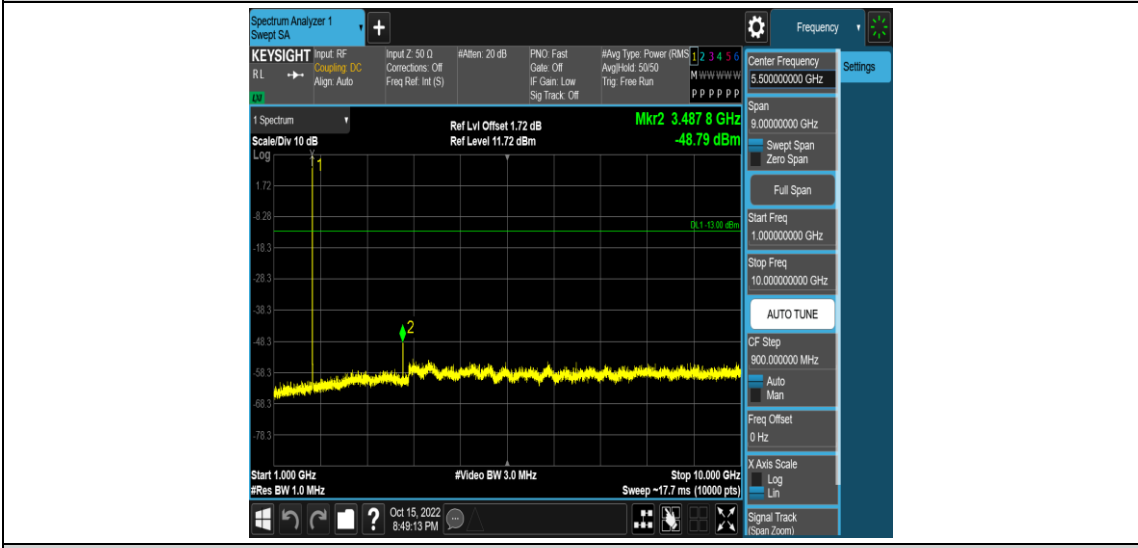 Spectrum Analyzer 1
Swept SA
Frequency
KEYSIGHT
RL
LM
Input: RF
Coupling: DC
Align: Auto
Input Z: 50 Ω
Corrections: Off
Freq Ref: Int (S)
#Atten: 20 dB
PNO: Fast
Gate: Off
IF Gain: Low
Sig Track: Off
#Avg Type: Power (RMS
Avg|Hold: 50/50
Trig: Free Run
1 2 3 4 5 6
M W W W W W
P P P P P P
1 Spectrum
Scale/Div 10 dB
Log
Ref Lvl Offset 1.72 dB
Ref Level 11.72 dBm
Mkr2 3.487 8 GHz
-48.79 dBm
1
1.72
-8.28
DL1 -13.00 dBm
-18.3
-28.3
-38.3
2
-48.3
-58.3
-68.3
-78.3
Start 1.000 GHz
#Video BW 3.0 MHz
Stop 10.000 GHz
#Res BW 1.0 MHz
Sweep ~17.7 ms (10000 pts)
?
Oct 15, 2022
8:49:13 PM
Center Frequency
5.500000000 GHz
Settings
Span
9.00000000 GHz
Swept Span
Zero Span
Full Span
Start Freq
1.000000000 GHz
Stop Freq
10.000000000 GHz
AUTO TUNE
CF Step
900.000000 MHz
Auto
Man
Freq Offset
0 Hz
X Axis Scale
Log
Lin
Signal Track
(Span Zoom)